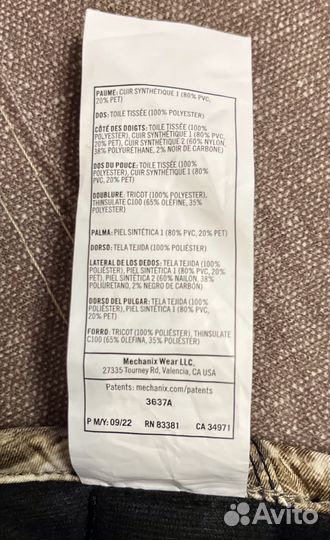 PAUME: CUIR SYNTHÉTIQUE 1 (80% PVC,
20% PET)
DOS: TOILE TISSÉE (100% POLYESTER)
CÔTÉ DES DOIGTS: TOILE TISSÉE (100%
POLYESTER), CUIR SYNTHÉTIQUE 1 (80% PVC,
20% PET), CUIR SYNTHÉTIQUE 2 (60% NYLON,
38% POLYURÉTHANE, 2% NOIR DE CARBONE)
DOS DU POUCE: TOILE TISSÉE (100%
POLYESTER), CUIR SYNTHÉTIQUE 1 (80%
PVC, 20% PET)
DOUBLURE: TRICOT (100% POLYESTER),
THINSULATE C100 (65% OLÉFINE, 35%
POLYESTER)
PALMA: PIEL SINTÉTICA 1 (80% PVC, 20% PET)
DORSO: TELA TEJIDA (100% POLIÉSTER)
LATERAL DE LOS DEDOS: TELA TEJIDA (100%
POLIÉSTER), PIEL SINTÉTICA 1 (80% PVC, 20%
PET), PIEL SINTÉTICA 2 (60% NAILON, 38%
POLIURETANO, 2% NEGRO DE CARBÓN)
DORSO DEL PULGAR: TELA TEJIDA (100%
POLIÉSTER), PIEL SINTÉTICA 1 (80% PVC,
20% PET)
FORRO: TRICOT (100% POLIÉSTER), THINSULATE
C100 (65% OLEFINA, 35% POLIÉSTER)
Mechanix Wear LLC.
27335 Tourney Rd, Valencia, CA USA
Patents: mechanix.com/patents
3637A
P M/Y: 09/22 RN 83381 CA 34971
Avito